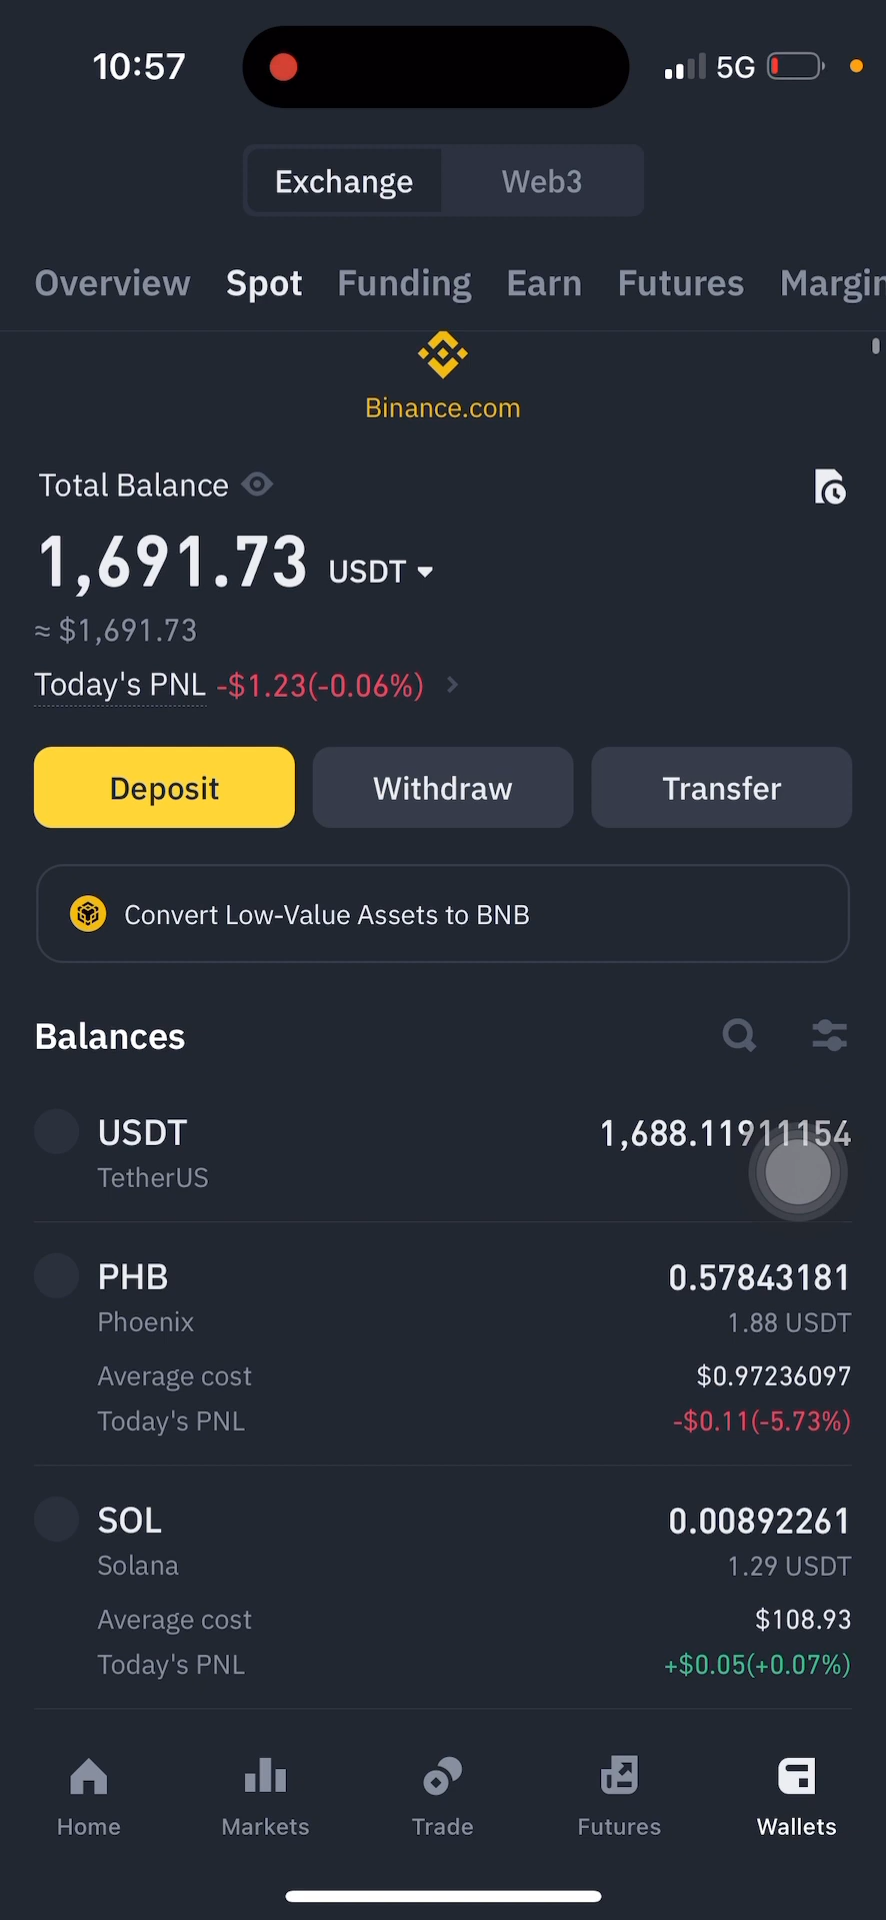 10:57
5G
Exchange Web3
Overview Spot Funding Earn Futures Margin
Binance.com
Total Balance
1,691.73 USDT
≈ $1,691.73
Today's PNL -$1.23(-0.06%)
Deposit Withdraw Transfer
Convert Low-Value Assets to BNB
Balances
USDT 1,688.11911154
TetherUS
PHB 0.57843181
Phoenix 1.88 USDT
Average cost $0.97236097
Today's PNL -$0.11(-5.73%)
SOL 0.00892261
Solana 1.29 USDT
Average cost $108.93
Today's PNL +$0.05(+0.07%)
Home Markets Trade Futures Wallets